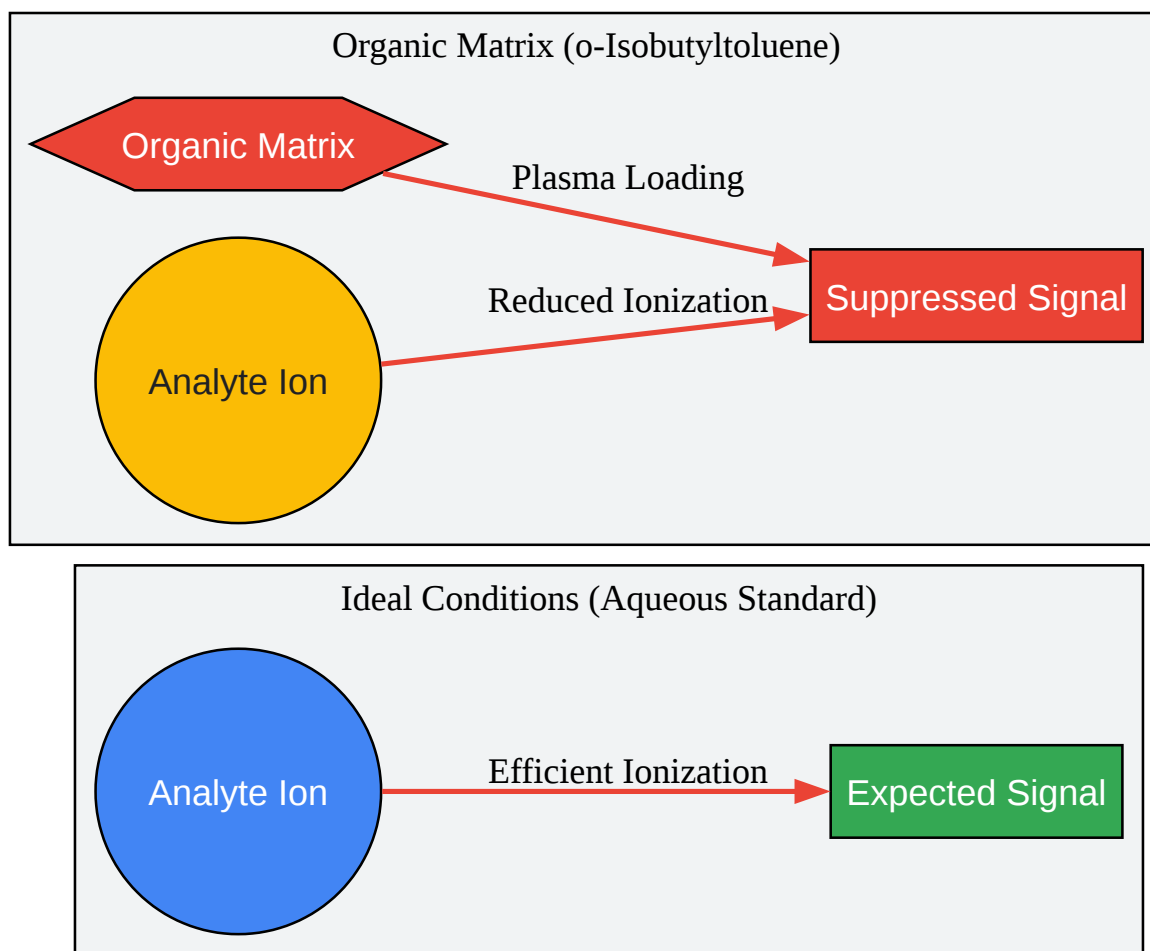 Organic Matrix (o-Isobutyltoluene)
Organic Matrix
Plasma Loading
Suppressed Signal
Reduced Ionization
Analyte Ion
Ideal Conditions (Aqueous Standard)
Analyte Ion
Efficient Ionization
Expected Signal